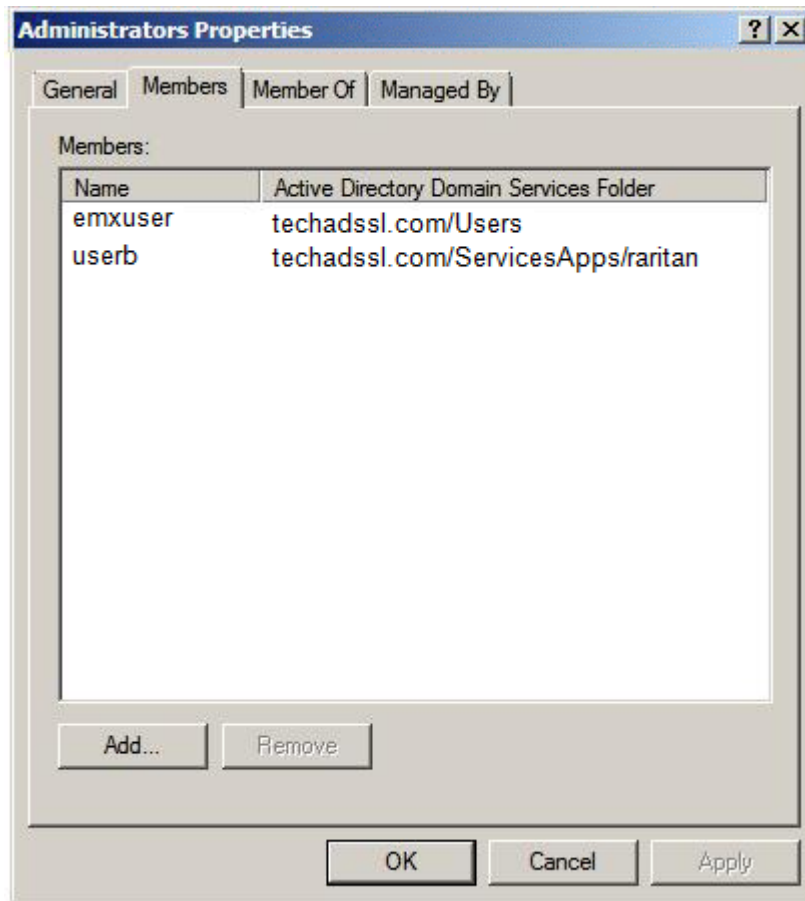 Administrators Properties ? X
General Members Member Of Managed By
Members:
Name Active Directory Domain Services Folder
emxuser techadssl.com/Users
userb techadssl.com/ServicesApps/raritan
Add... Remove
OK Cancel Apply